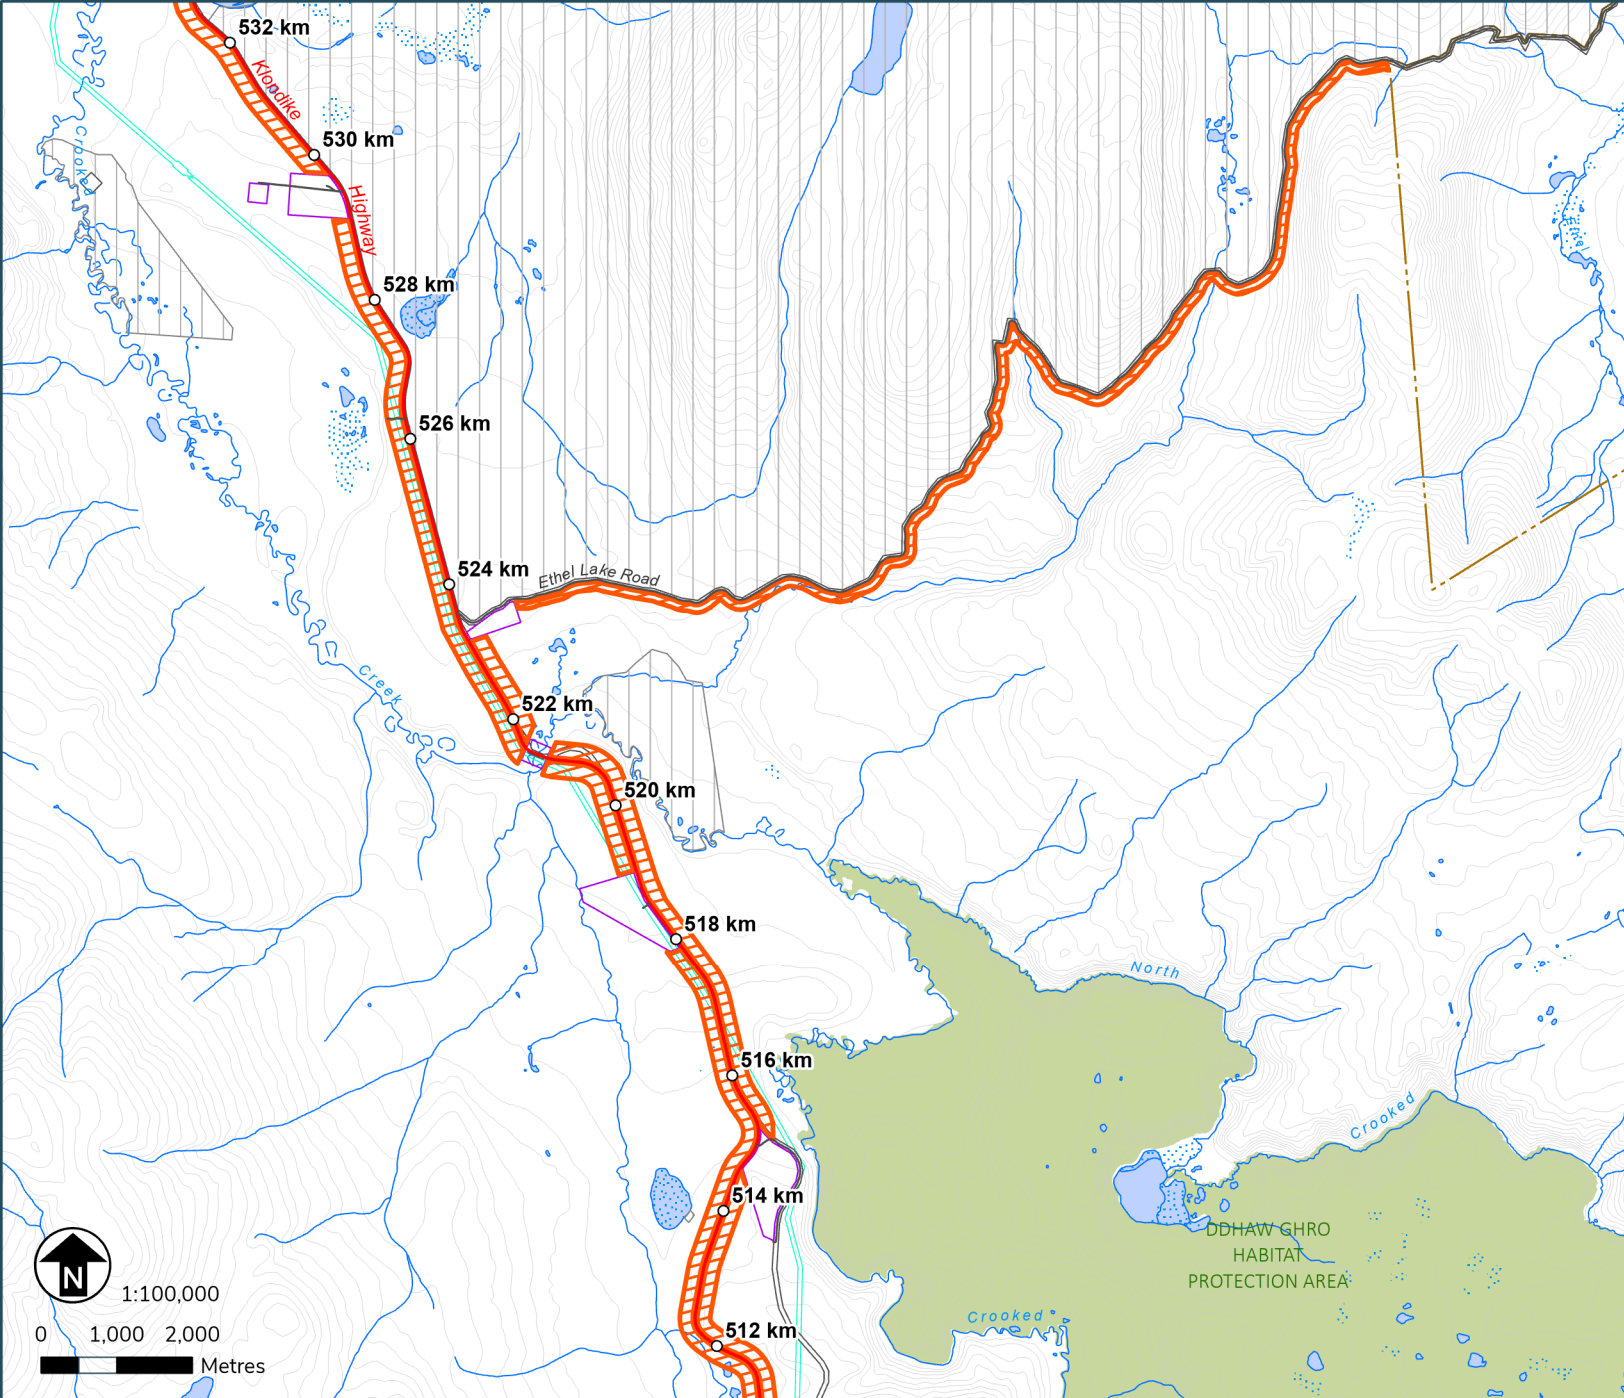 532 km
Klondike
530 km
Crooked
Highway
Ethel
528 km
526 km
524 km
Ethel Lake Road
Creek
522 km
520 km
518 km
North
516 km
Crooked
514 km
DDHAW GHRO
HABITAT
PROTECTION AREA
N
1:100,000
Crooked
512 km
0 1,000 2,000
Metres